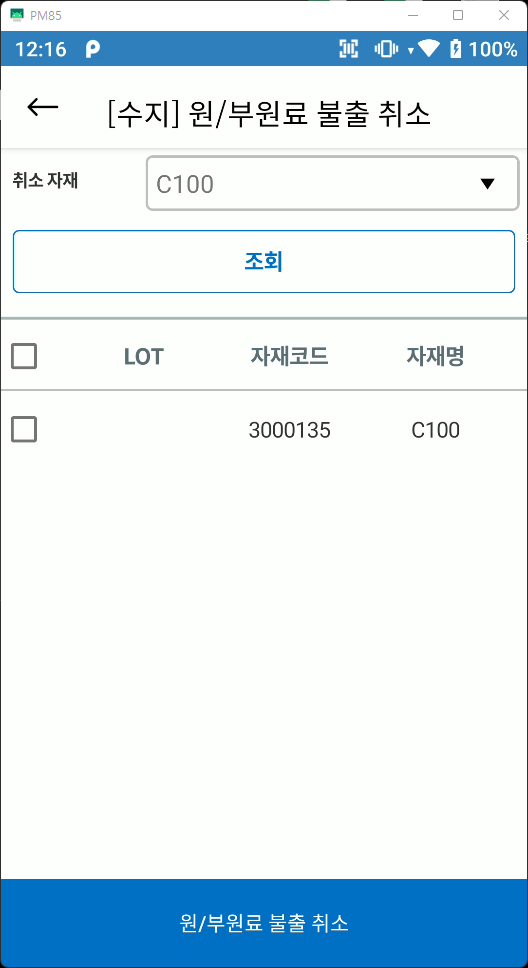 PM85
12:16
100%
[수지] 원/부원료 불출 취소
취소 자재
C100
조회
LOT 자재코드 자재명
3000135 C100
원/부원료 불출 취소